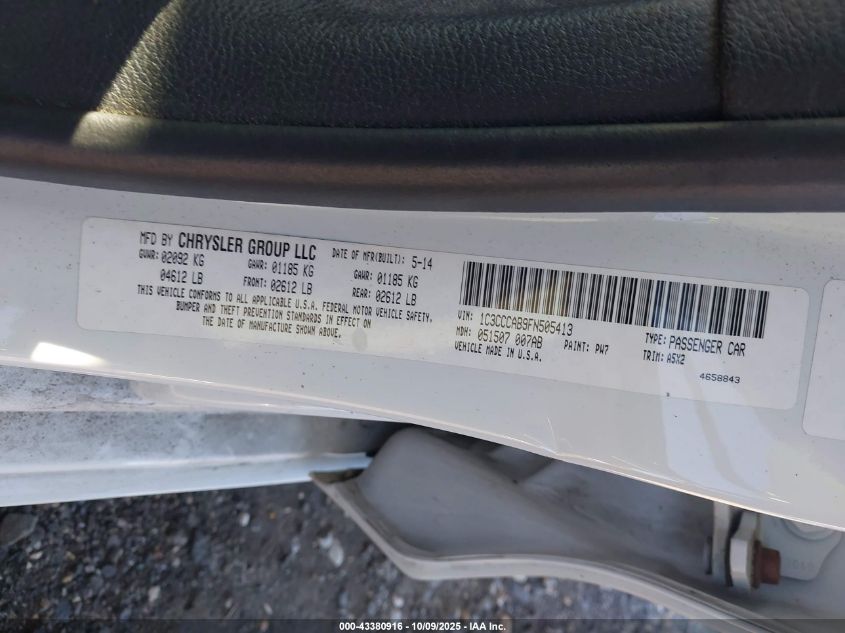 MFD BY CHRYSLER GROUP LLC DATE OF MFR(BUILT): 5-14
GVWR: 02092 KG GAWR: 01185 KG GAWR: 01185 KG
04612 LB FRONT: 02612 LB REAR: 02612 LB
THIS VEHICLE CONFORMS TO ALL APPLICABLE U.S.A. FEDERAL MOTOR VEHICLE SAFETY,
BUMPER AND THEFT PREVENTION STANDARDS IN EFFECT ON
THE DATE OF MANUFACTURE SHOWN ABOVE.
VIN: 1C3CCCAB9FN505413 TYPE: PASSENGER CAR
MDH: 051507 007AB PAINT: PW7 TRIM: A5X2
VEHICLE MADE IN U.S.A. 4658843
000-43380916 - 10/09/2025 - IAA Inc.